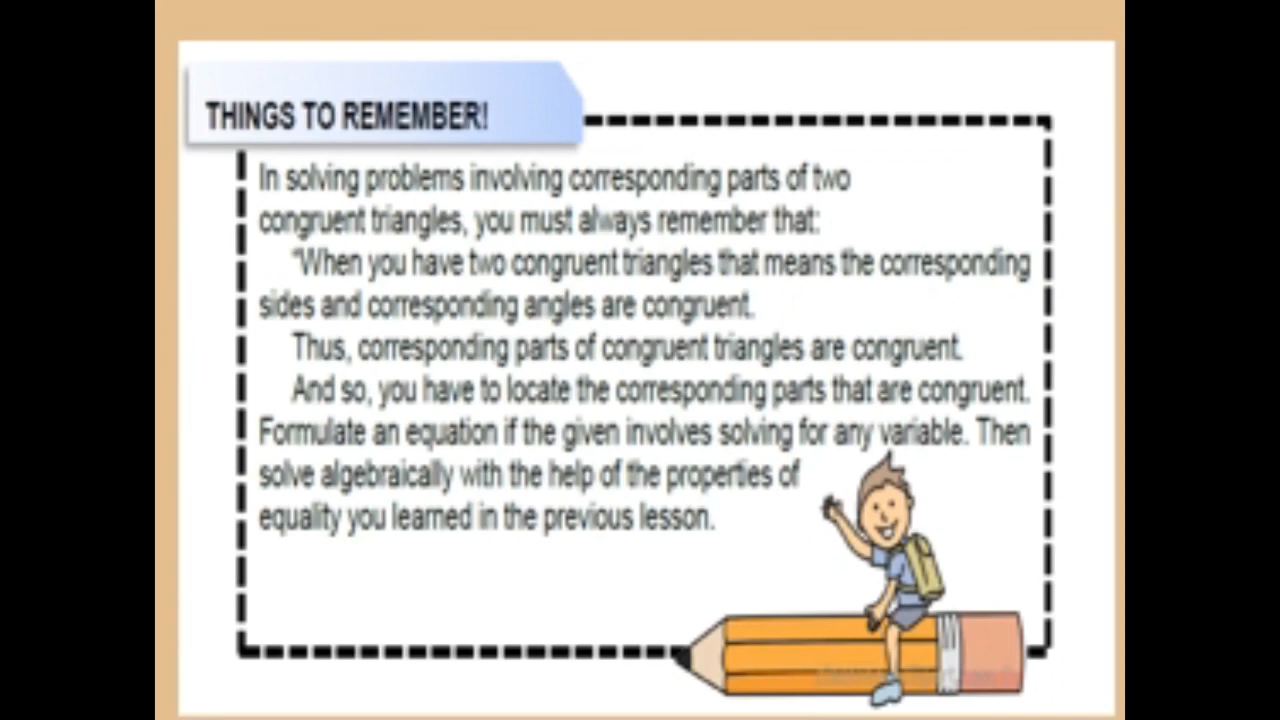 THINGS TO REMEMBER!
In solving problems involving corresponding parts of two
congruent triangles, you must always remember that:
"When you have two congruent triangles that means the corresponding
sides and corresponding angles are congruent.
Thus, corresponding parts of congruent triangles are congruent.
And so, you have to locate the corresponding parts that are congruent.
Formulate an equation if the given involves solving for any variable. Then
solve algebraically with the help of the properties of
equality you learned in the previous lesson.